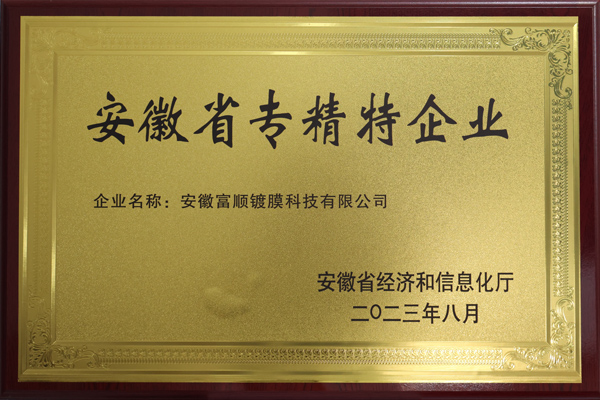 安徽省专精特企业
企业名称：安徽富顺镀膜科技有限公司
安徽省经济和信息化厅
二〇二三年八月